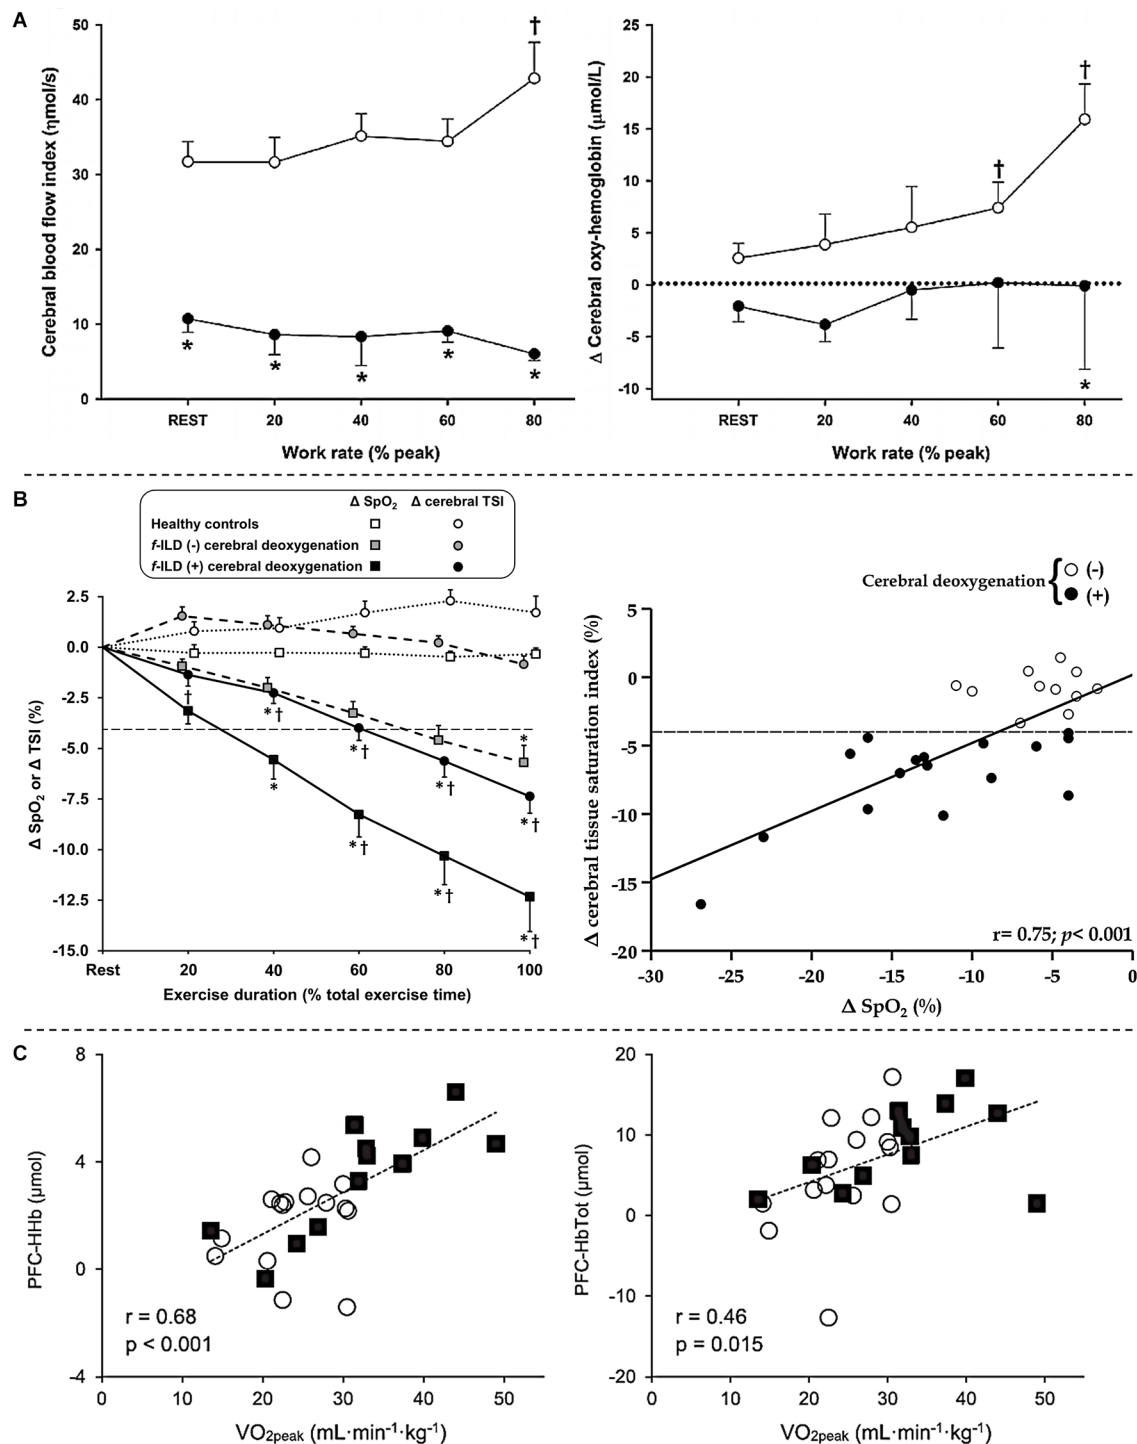 A
50
40
30
20
10
0
Cerebral blood flow index (ηmol/s)
†
* * * * *
REST 20 40 60 80
Work rate (% peak)
25
20
15
10
5
0
-5
-10
Δ Cerebral oxy-hemoglobin (μmol/L)
†
†
*
REST 20 40 60 80
Work rate (% peak)
B
Δ SpO2 Δ cerebral TSI
Healthy controls
f-ILD (-) cerebral deoxygenation
f-ILD (+) cerebral deoxygenation
2.5
0.0
-2.5
-5.0
-7.5
-10.0
-12.5
-15.0
Δ SpO2 or Δ TSI (%)
†
*†
*
*†
*
*†
*†
*†
*†
*†
Rest 20 40 60 80 100
Exercise duration (% total exercise time)
Cerebral deoxygenation { (-)
(+)
5
0
-5
-10
-15
-20
Δ cerebral tissue saturation index (%)
r= 0.75; p< 0.001
-30 -25 -20 -15 -10 -5 0
Δ SpO2 (%)
C
8
4
0
-4
PFC-HHb (μmol)
r = 0.68
p < 0.001
0 10 20 30 40 50
VO2peak (mL·min-1·kg-1)
20
10
0
-10
-20
PFC-HbTot (μmol)
r = 0.46
p = 0.015
0 10 20 30 40 50
VO2peak (mL·min-1·kg-1)